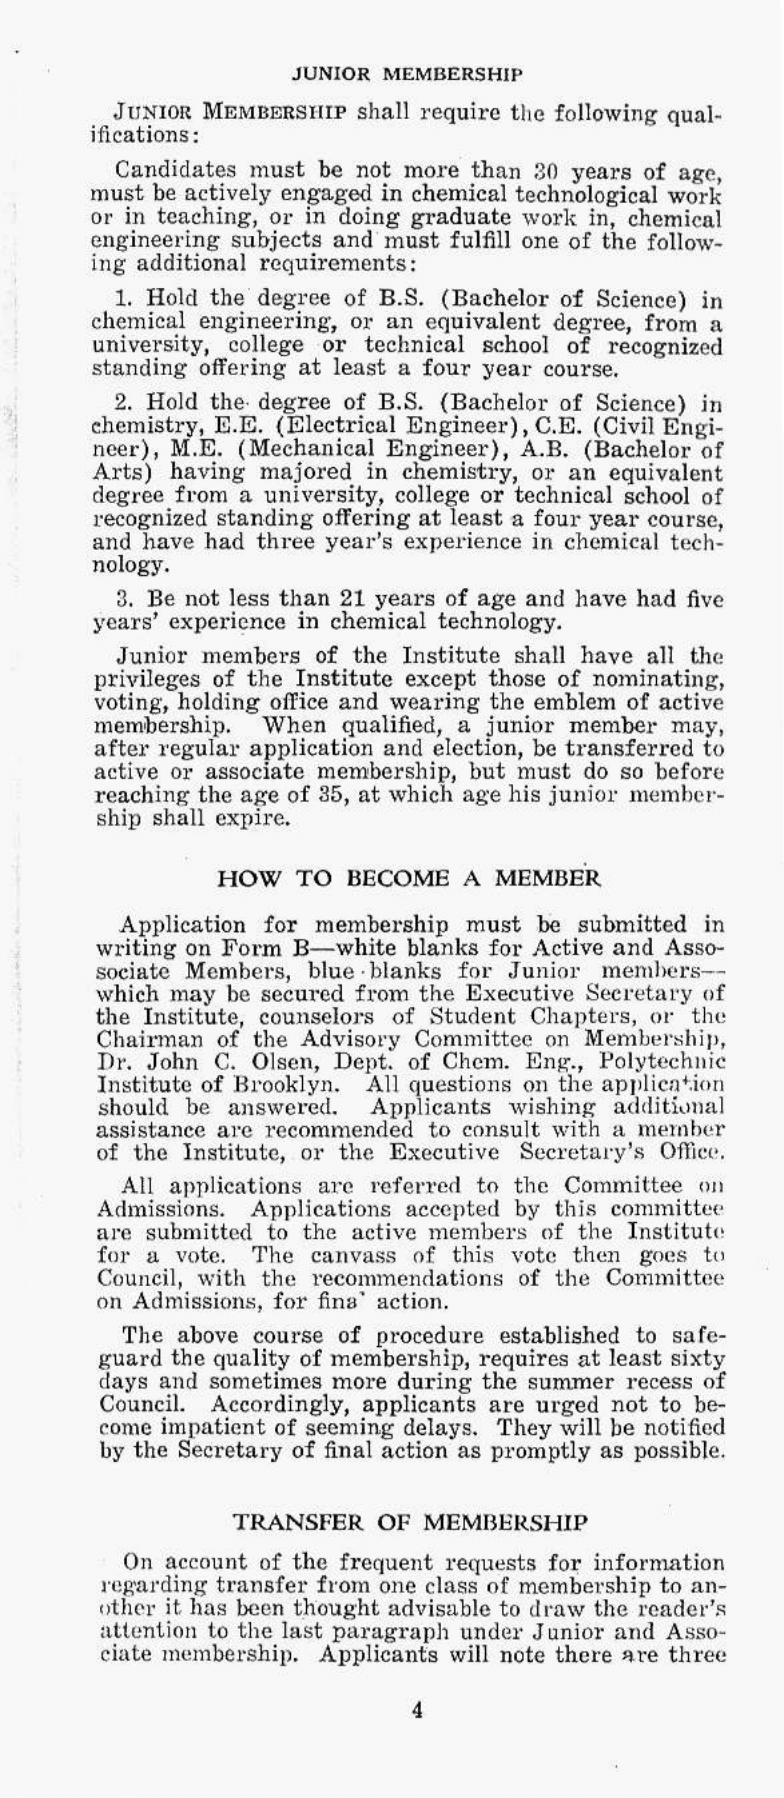 JUNIOR MEMBERSHIP
JUNIOR MEMBERSHIP shall require the following qual-
ifications:
Candidates must be not more than 30 years of age,
must be actively engaged in chemical technological work
or in teaching, or in doing graduate work in, chemical
engineering subjects and must fulfill one of the follow-
ing additional requirements:
1. Hold the degree of B.S. (Bachelor of Science) in
chemical engineering, or an equivalent degree, from a
university, college or technical school of recognized
standing offering at least a four year course.
2. Hold the degree of B.S. (Bachelor of Science) in
chemistry, E.E. (Electrical Engineer), C.E. (Civil Engi-
neer), M.E. (Mechanical Engineer), A.B. (Bachelor of
Arts) having majored in chemistry, or an equivalent
degree from a university, college or technical school of
recognized standing offering at least a four year course,
and have had three year's experience in chemical tech-
nology.
3. Be not less than 21 years of age and have had five
years' experience in chemical technology.
Junior members of the Institute shall have all the
privileges of the Institute except those of nominating,
voting, holding office and wearing the emblem of active
membership. When qualified, a junior member may,
after regular application and election, be transferred to
active or associate membership, but must do so before
reaching the age of 35, at which age his junior member-
ship shall expire.
HOW TO BECOME A MEMBER
Application for membership must be submitted in
writing on Form B—white blanks for Active and Asso-
sociate Members, blue blanks for Junior members—
which may be secured from the Executive Secretary of
the Institute, counselors of Student Chapters, or the
Chairman of the Advisory Committee on Membership,
Dr. John C. Olsen, Dept. of Chem. Eng., Polytechnic
Institute of Brooklyn. All questions on the application
should be answered. Applicants wishing additional
assistance are recommended to consult with a member
of the Institute, or the Executive Secretary's Office.
All applications are referred to the Committee on
Admissions. Applications accepted by this committee
are submitted to the active members of the Institute
for a vote. The canvass of this vote then goes to
Council, with the recommendations of the Committee
on Admissions, for fina' action.
The above course of procedure established to safe-
guard the quality of membership, requires at least sixty
days and sometimes more during the summer recess of
Council. Accordingly, applicants are urged not to be-
come impatient of seeming delays. They will be notified
by the Secretary of final action as promptly as possible.
TRANSFER OF MEMBERSHIP
On account of the frequent requests for information
regarding transfer from one class of membership to an-
other it has been thought advisable to draw the reader's
attention to the last paragraph under Junior and Asso-
ciate membership. Applicants will note there are three
4